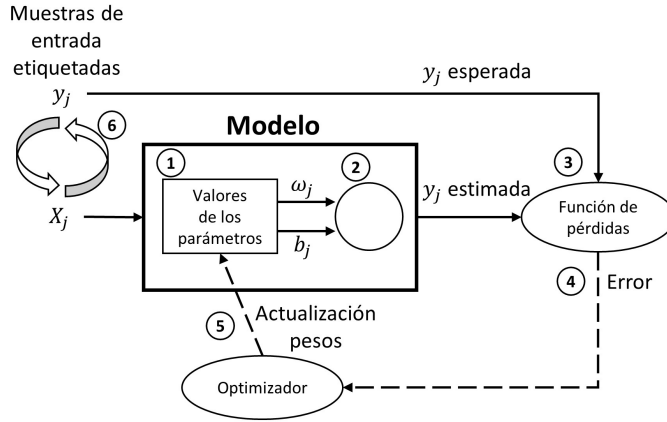 Muestras de
entrada
etiquetadas
y_j
y_j esperada
6
Modelo
1
2
3
Valores
de los
parámetros
ω_j
b_j
X_j
y_j estimada
Función de
pérdidas
4
Error
5
Actualización
pesos
Optimizador